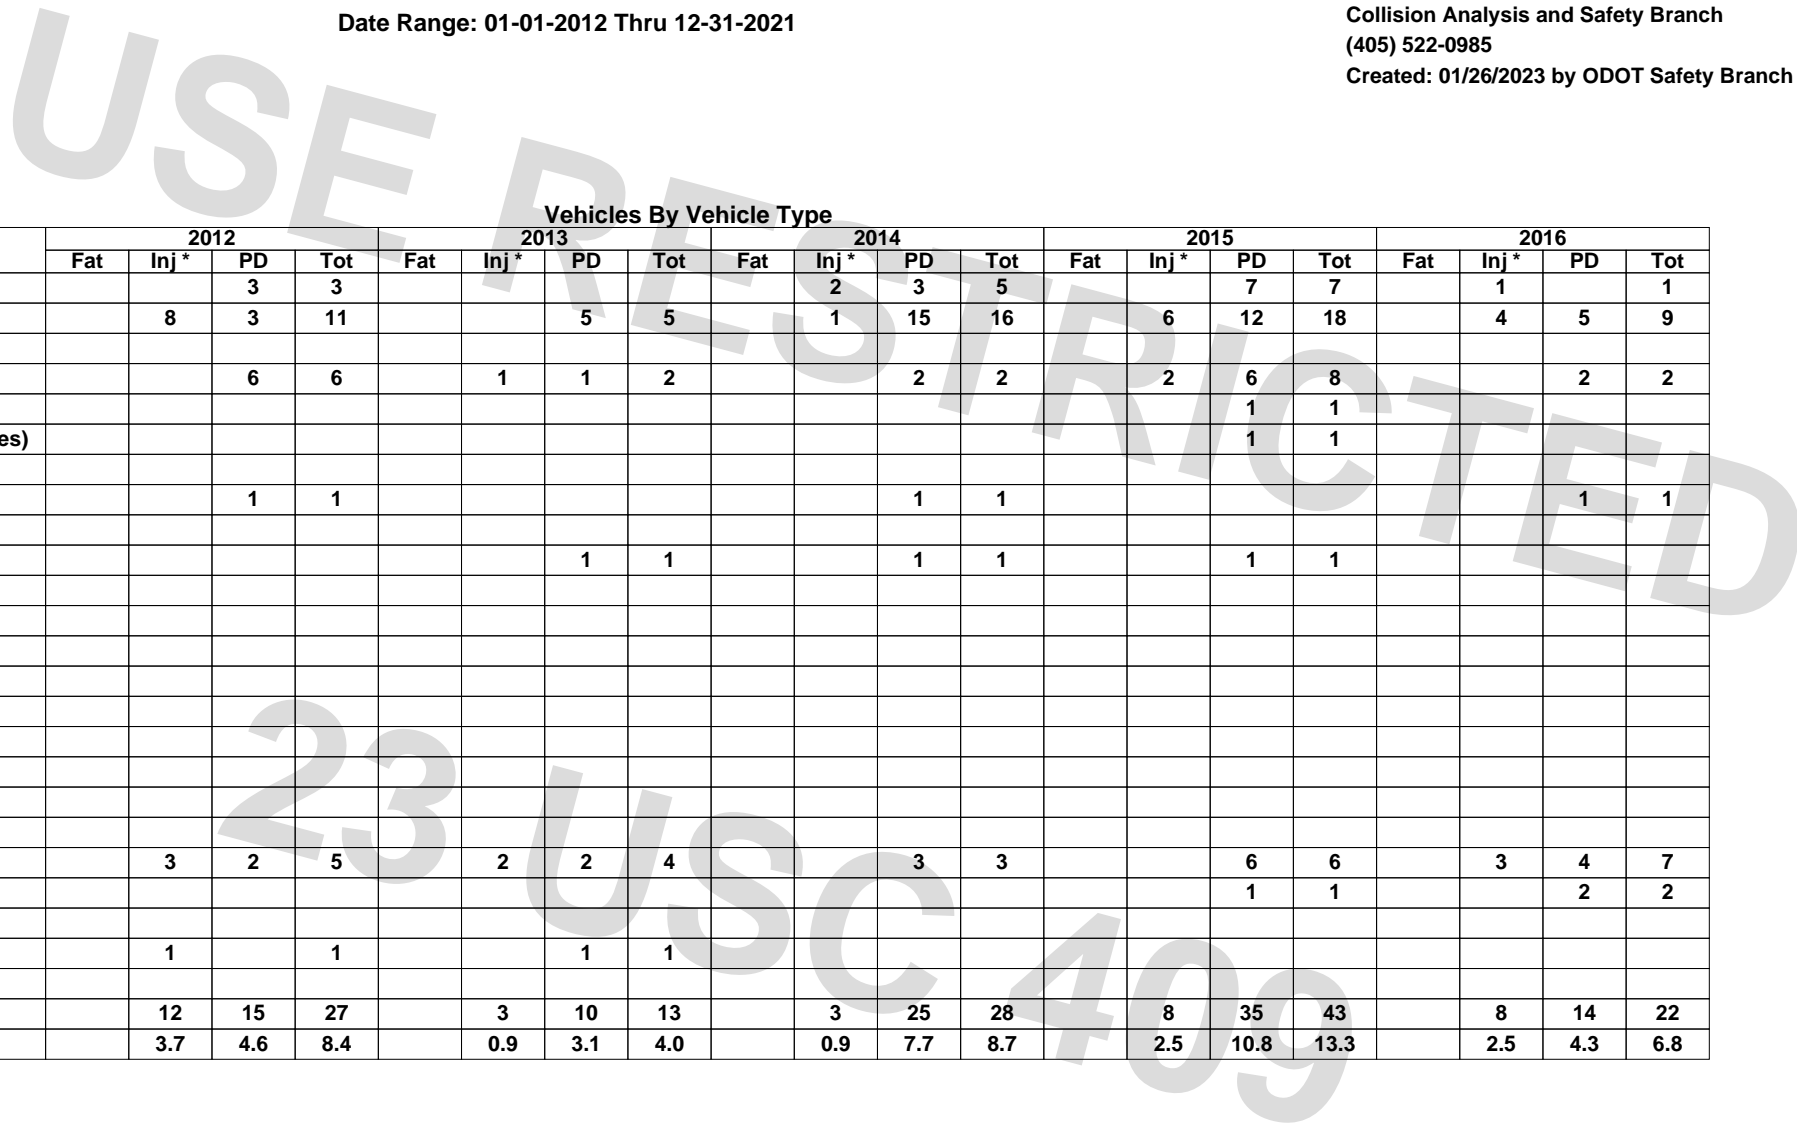 Date Range: 01-01-2012 Thru 12-31-2021
Collision Analysis and Safety Branch
(405) 522-0985
Created: 01/26/2023 by ODOT Safety Branch
USE RESTRICTED
Vehicles By Vehicle Type
2012 2013 2014 2015 2016
Fat Inj * PD Tot Fat Inj * PD Tot Fat Inj * PD Tot Fat Inj * PD Tot Fat Inj * PD Tot
3 3 2 3 5 7 7 1 1
8 3 11 5 5 1 15 16 6 12 18 4 5 9
6 6 1 1 2 2 2 2 6 8 2 2
1 1
es) 1 1
1 1 1 1 1 1
1 1 1 1 1 1
3 2 5 2 2 4 3 3 6 6 3 4 7
1 1 2 2
1 1 1 1
12 15 27 3 10 13 3 25 28 8 35 43 8 14 22
3.7 4.6 8.4 0.9 3.1 4.0 0.9 7.7 8.7 2.5 10.8 13.3 2.5 4.3 6.8
23 USC 409